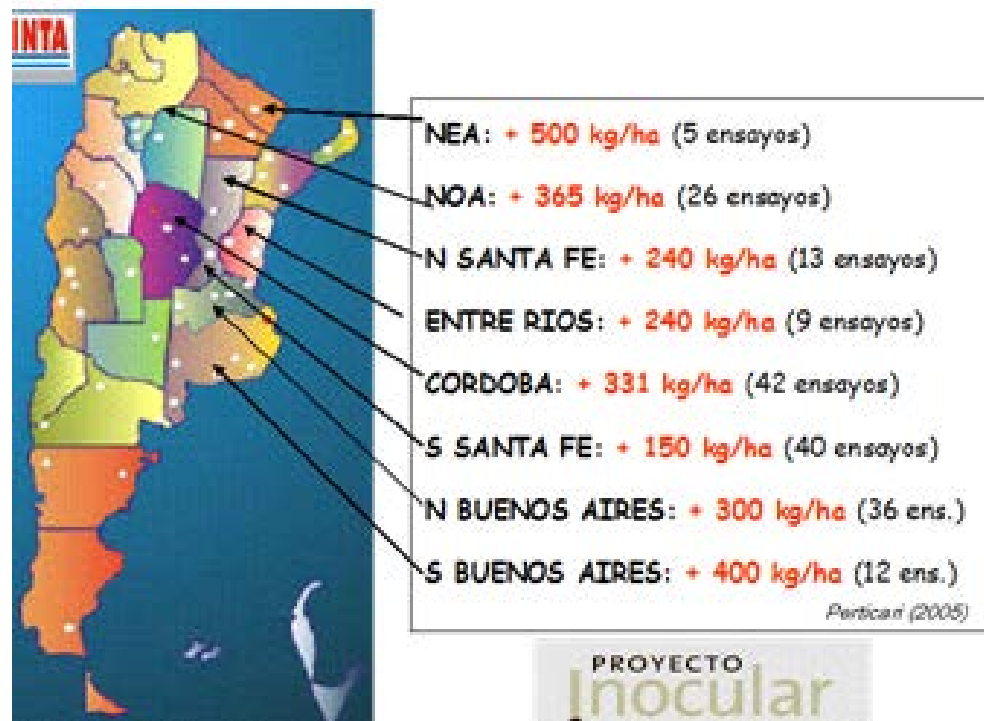 INTA
NEA: + 500 kg/ha (5 ensayos)
NOA: + 365 kg/ha (26 ensayos)
N SANTA FE: + 240 kg/ha (13 ensayos)
ENTRE RIOS: + 240 kg/ha (9 ensayos)
CORDOBA: + 331 kg/ha (42 ensayos)
S SANTA FE: + 150 kg/ha (40 ensayos)
N BUENOS AIRES: + 300 kg/ha (36 ens.)
S BUENOS AIRES: + 400 kg/ha (12 ens.)
Perticari (2005)
PROYECTO
Inocular